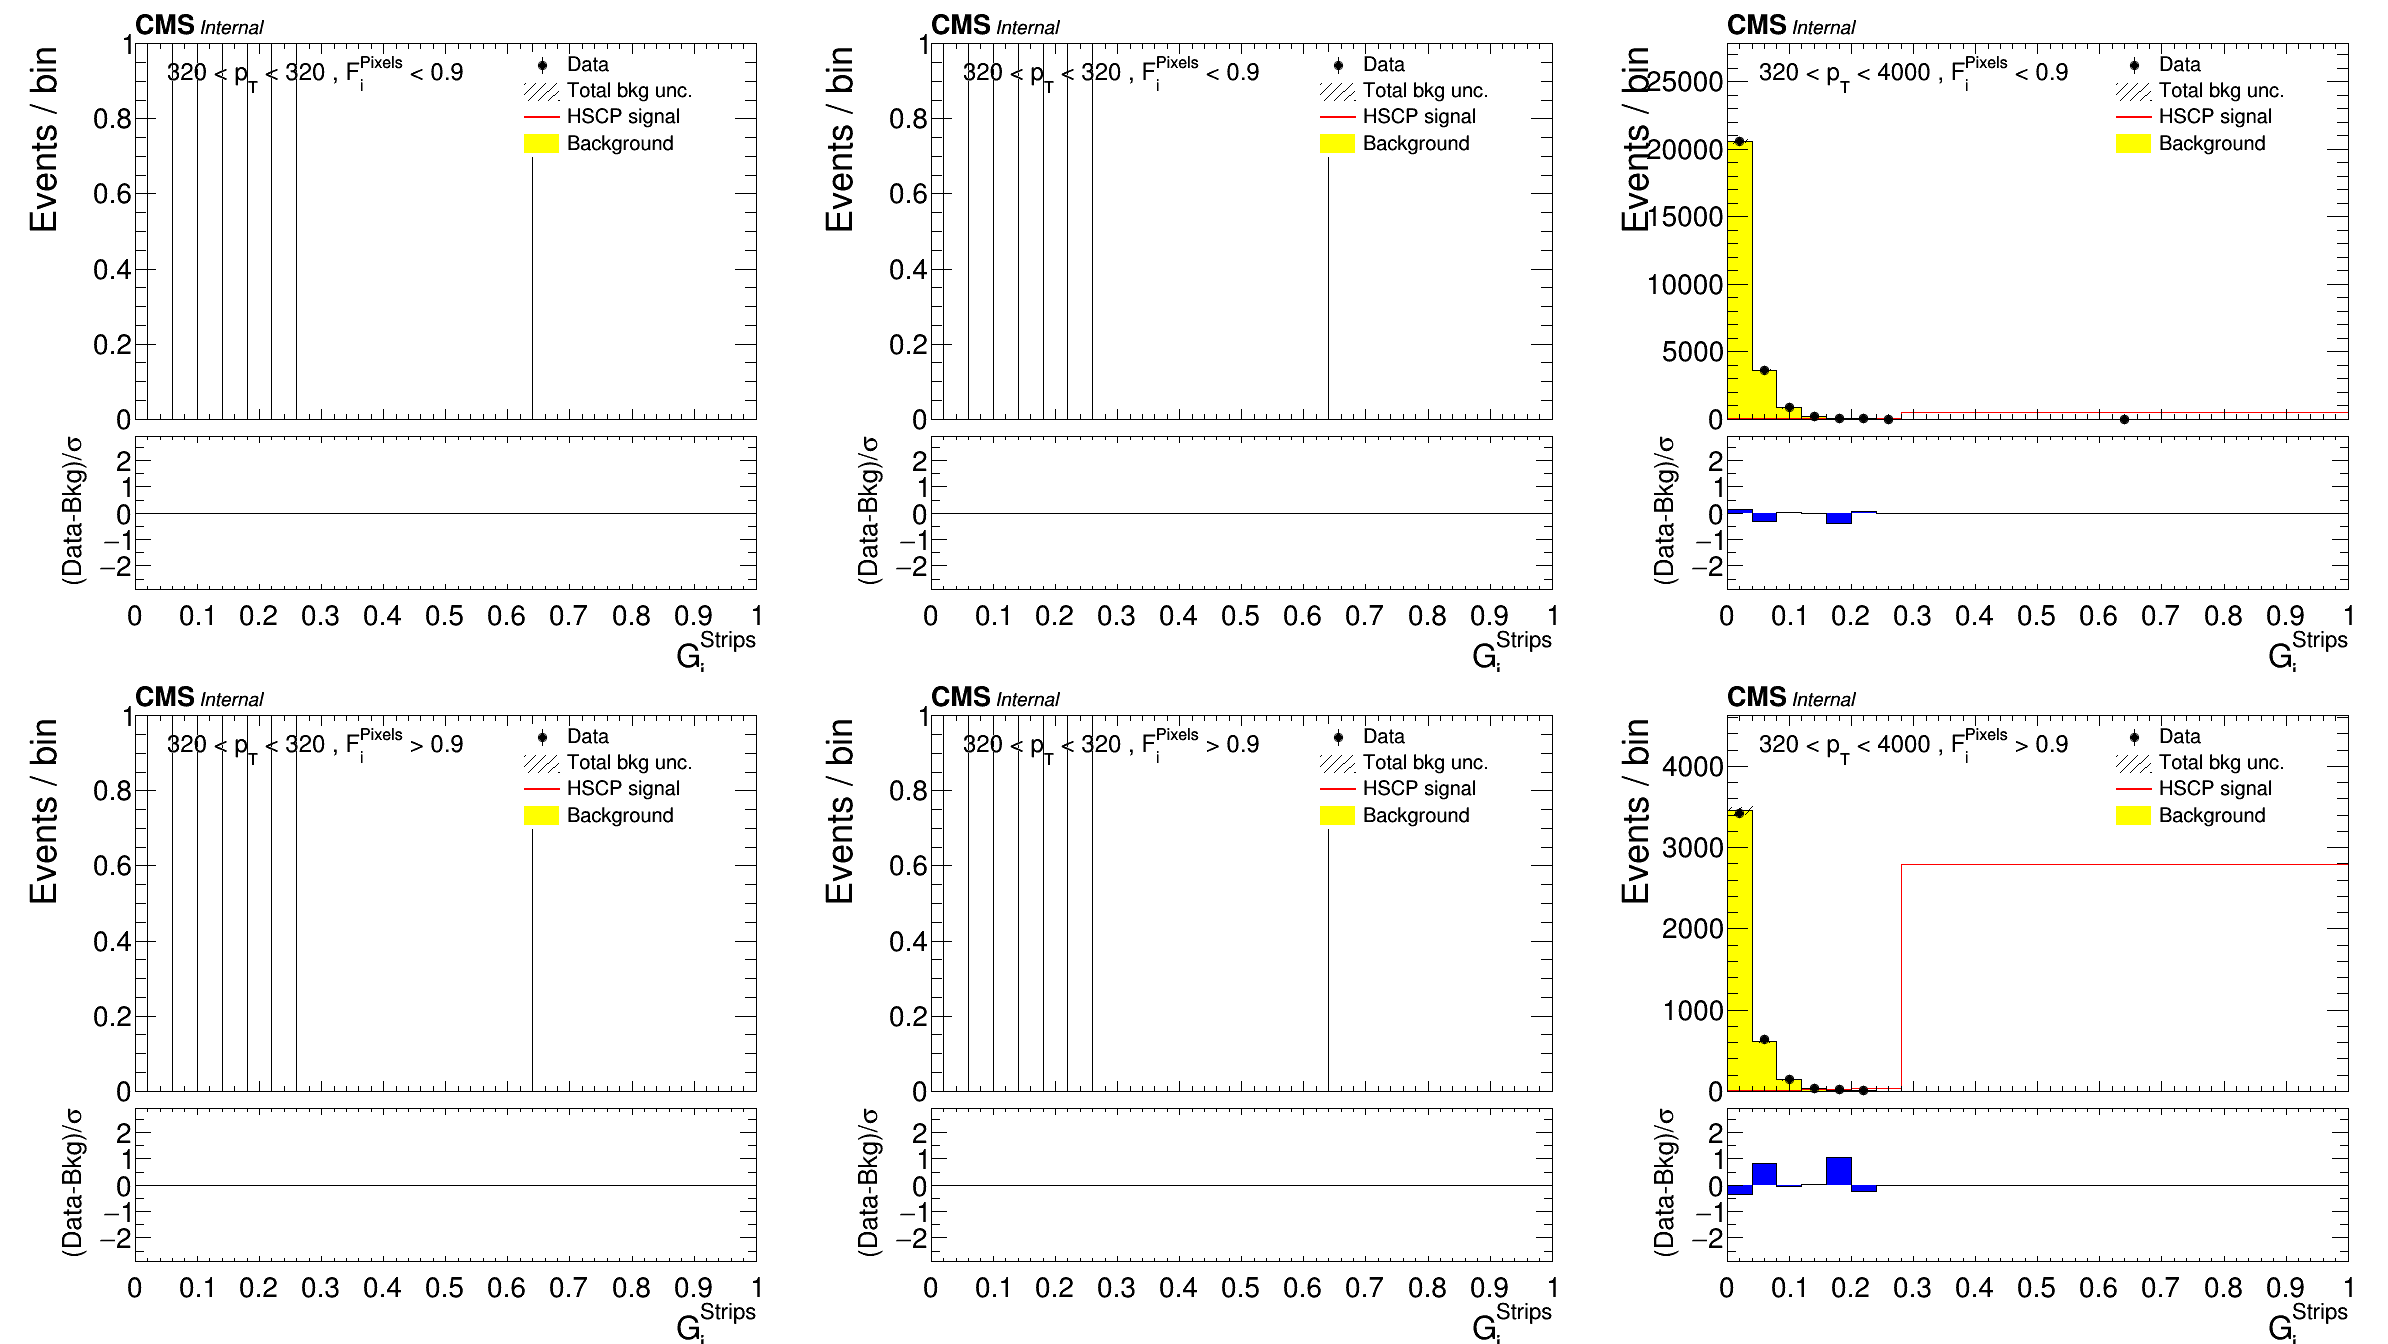 CMS Internal
Events / bin
320 < pT < 320 , FiPixels < 0.9
Data
Total bkg unc.
HSCP signal
Background
1
0.8
0.6
0.4
0.2
0
(Data-Bkg)/σ
2
1
0
−1
−2
0 0.1 0.2 0.3 0.4 0.5 0.6 0.7 0.8 0.9 1
GiStrips
CMS Internal
Events / bin
320 < pT < 320 , FiPixels < 0.9
Data
Total bkg unc.
HSCP signal
Background
1
0.8
0.6
0.4
0.2
0
(Data-Bkg)/σ
2
1
0
−1
−2
0 0.1 0.2 0.3 0.4 0.5 0.6 0.7 0.8 0.9 1
GiStrips
CMS Internal
Events / bin
320 < pT < 4000 , FiPixels < 0.9
Data
Total bkg unc.
HSCP signal
Background
25000
20000
15000
10000
5000
0
(Data-Bkg)/σ
2
1
0
−1
−2
0 0.1 0.2 0.3 0.4 0.5 0.6 0.7 0.8 0.9 1
GiStrips
CMS Internal
Events / bin
320 < pT < 320 , FiPixels > 0.9
Data
Total bkg unc.
HSCP signal
Background
1
0.8
0.6
0.4
0.2
0
(Data-Bkg)/σ
2
1
0
−1
−2
0 0.1 0.2 0.3 0.4 0.5 0.6 0.7 0.8 0.9 1
GiStrips
CMS Internal
Events / bin
320 < pT < 320 , FiPixels > 0.9
Data
Total bkg unc.
HSCP signal
Background
1
0.8
0.6
0.4
0.2
0
(Data-Bkg)/σ
2
1
0
−1
−2
0 0.1 0.2 0.3 0.4 0.5 0.6 0.7 0.8 0.9 1
GiStrips
CMS Internal
Events / bin
320 < pT < 4000 , FiPixels > 0.9
Data
Total bkg unc.
HSCP signal
Background
4000
3000
2000
1000
0
(Data-Bkg)/σ
2
1
0
−1
−2
0 0.1 0.2 0.3 0.4 0.5 0.6 0.7 0.8 0.9 1
GiStrips